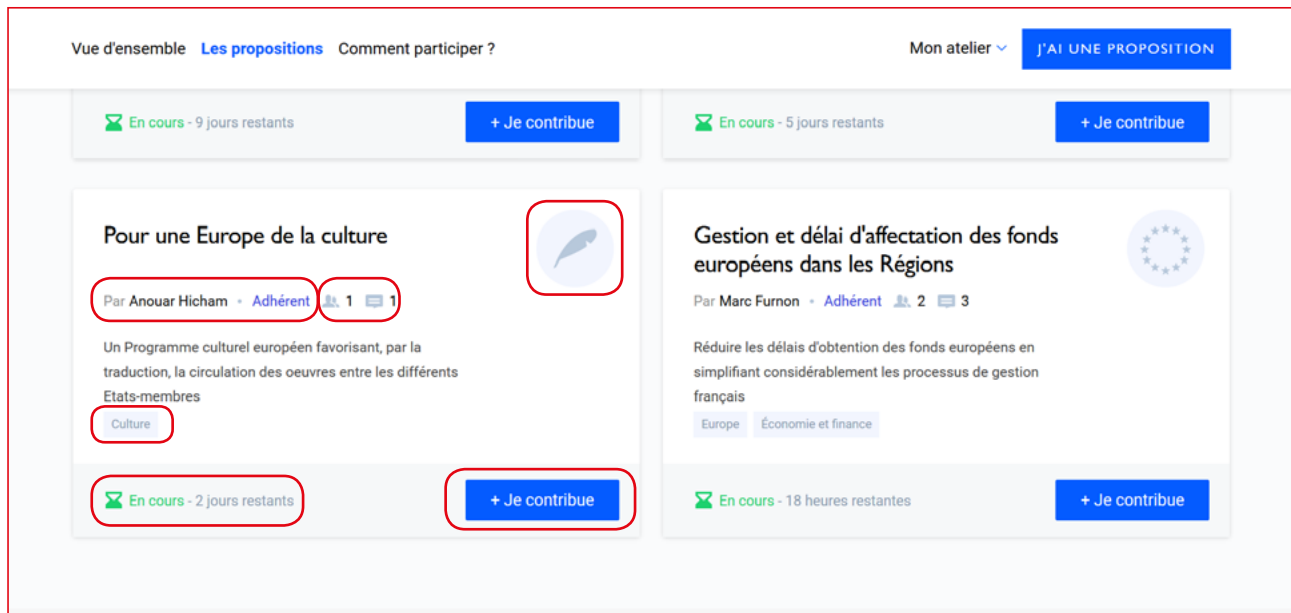 Vue d'ensemble Les propositions Comment participer ? Mon atelier J'AI UNE PROPOSITION
En cours - 9 jours restants + Je contribue
En cours - 5 jours restants + Je contribue
Pour une Europe de la culture
Par Anouar Hicham • Adhérent 1 1
Un Programme culturel européen favorisant, par la
traduction, la circulation des oeuvres entre les différents
Etats-membres
Culture
En cours - 2 jours restants + Je contribue
Gestion et délai d'affectation des fonds
européens dans les Régions
Par Marc Furnon • Adhérent 2 3
Réduire les délais d'obtention des fonds européens en
simplifiant considérablement les processus de gestion
français
Europe Économie et finance
En cours - 18 heures restantes + Je contribue